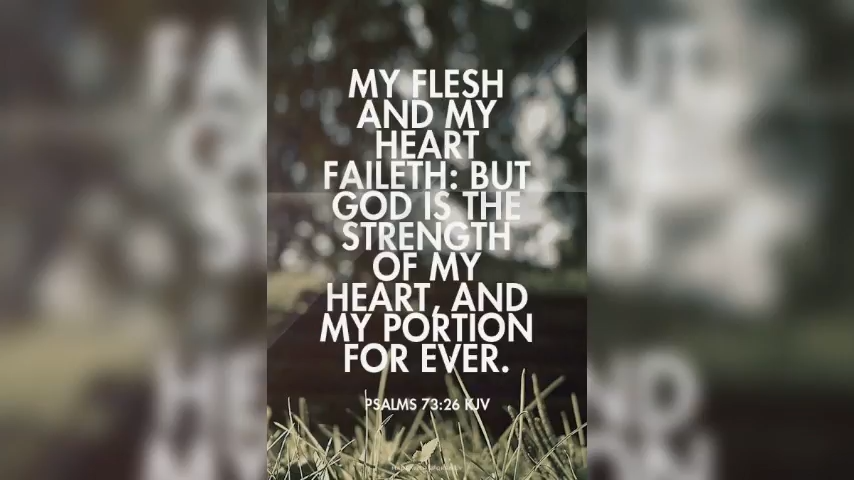 MY FLESH
AND MY
HEART
FAILETH: BUT
GOD IS THE
STRENGTH
OF MY
HEART, AND
MY PORTION
FOR EVER.
PSALMS 73:26 KJV